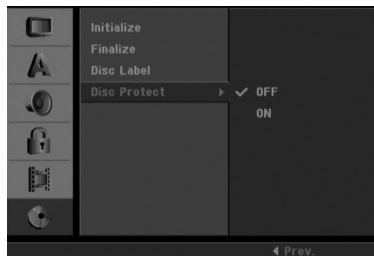 Initialize
Finalize
Disc Label
Disc Protect
OFF
ON
Prev.